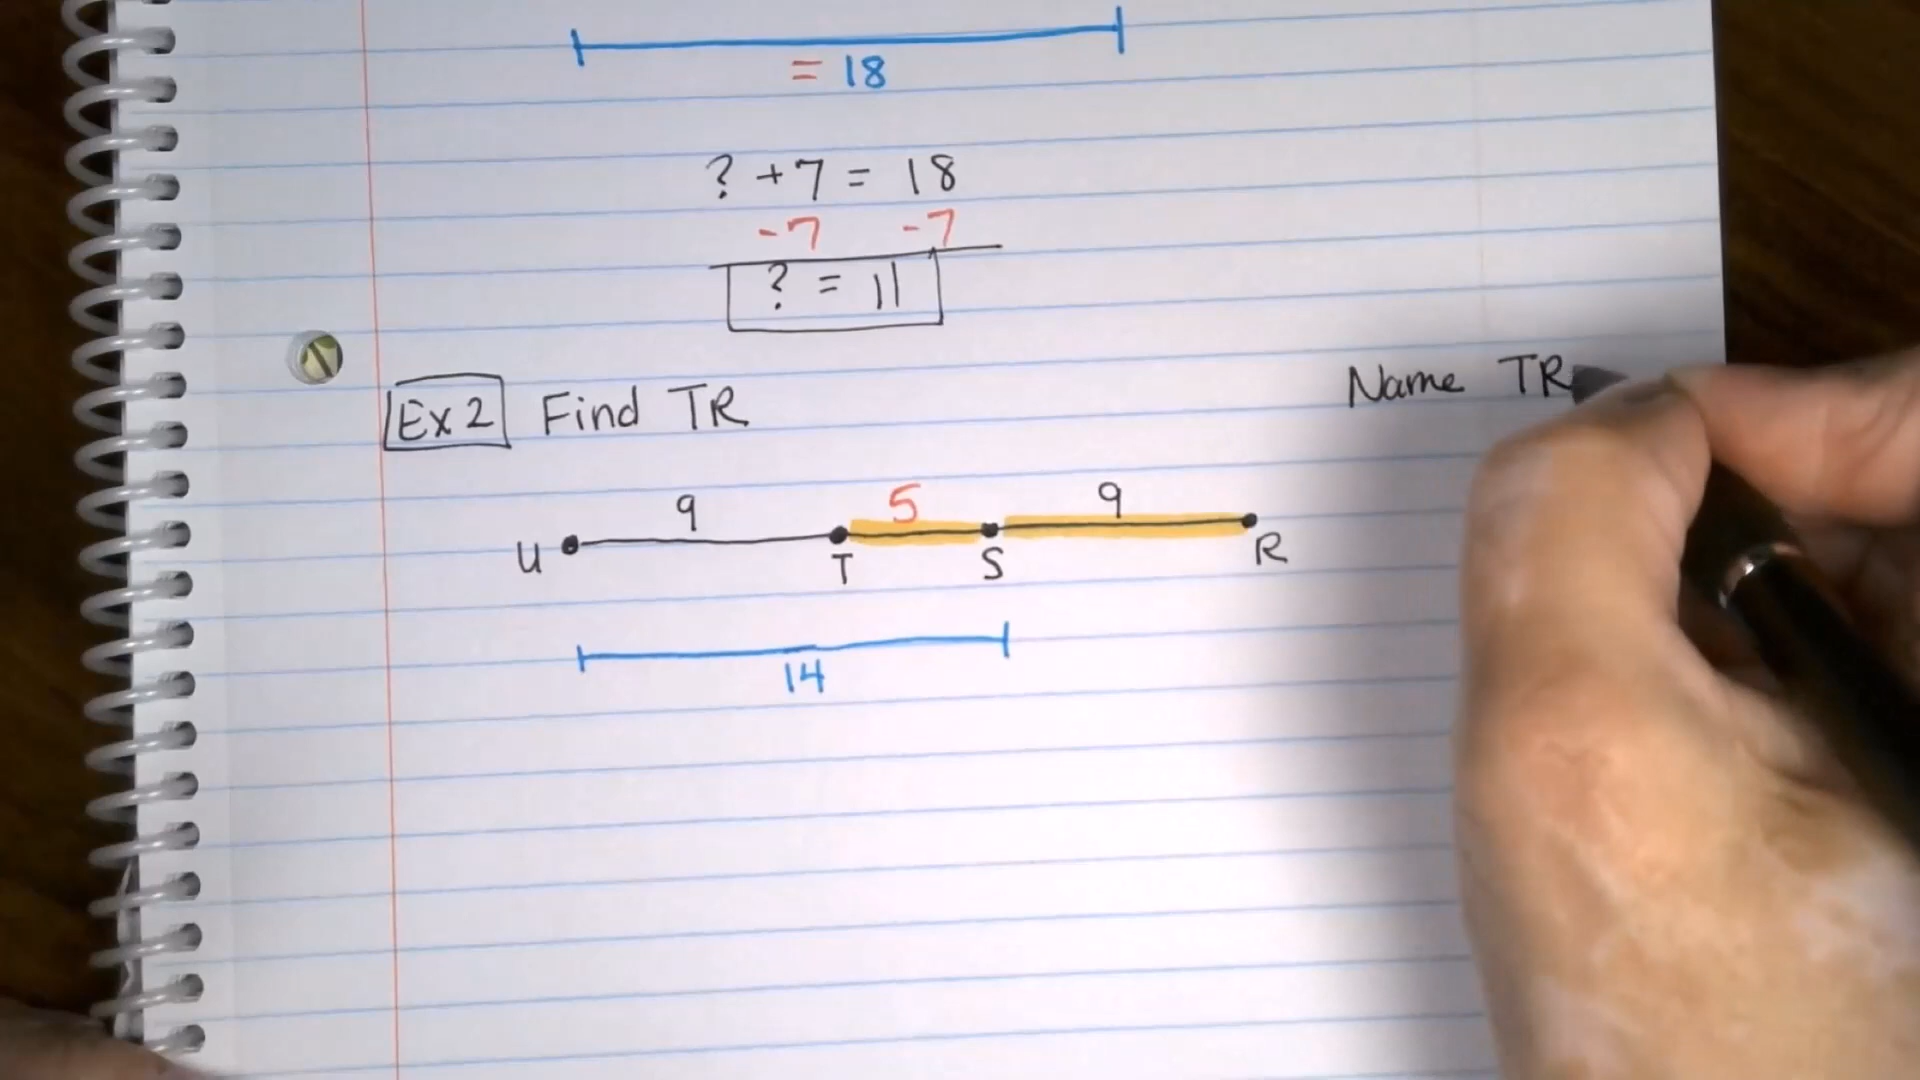 = 18
? + 7 = 18
-7 -7
? = 11
Ex 2 Find TR
Name TR
9 5 9
U T S R
14